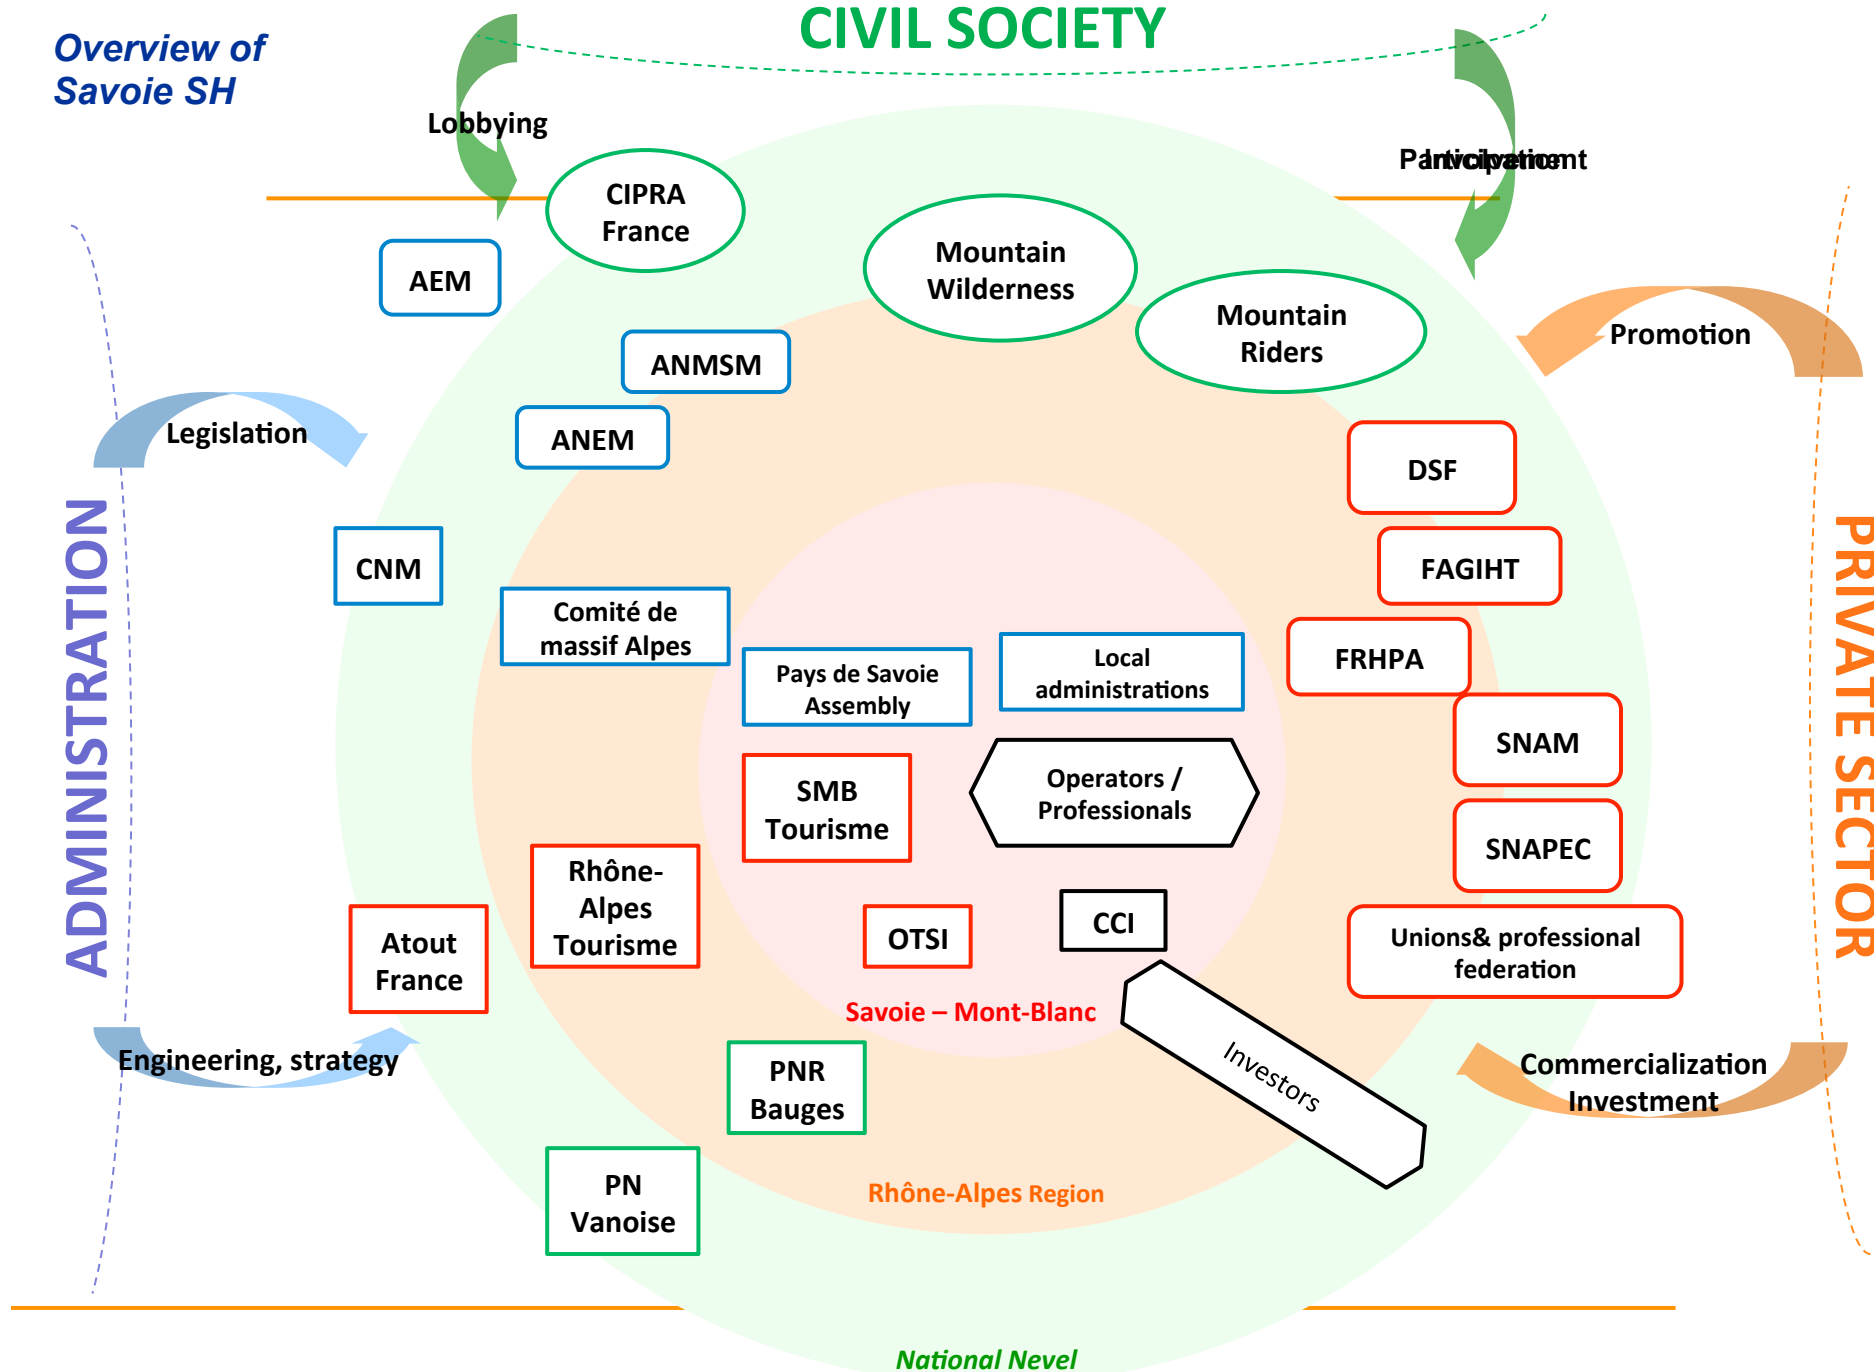 CIVIL SOCIETY
Overview of
Savoie SH
Lobbying
Participation
Involvement
CIPRA
France
Mountain
Wilderness
AEM
Mountain
Riders
Promotion
ANMSM
Legislation
ANEM
DSF
ADMINISTRATION
PRIVATE SECTOR
CNM
FAGIHT
Comité de
massif Alpes
Pays de Savoie
Assembly
Local
administrations
FRHPA
SNAM
SMB
Tourisme
Operators /
Professionals
SNAPEC
Rhône-
Alpes
Tourisme
Atout
France
OTSI
CCI
Unions& professional
federation
Savoie – Mont-Blanc
Engineering, strategy
Investors
Commercialization
Investment
PNR
Bauges
PN
Vanoise
Rhône-Alpes Region
National Nevel